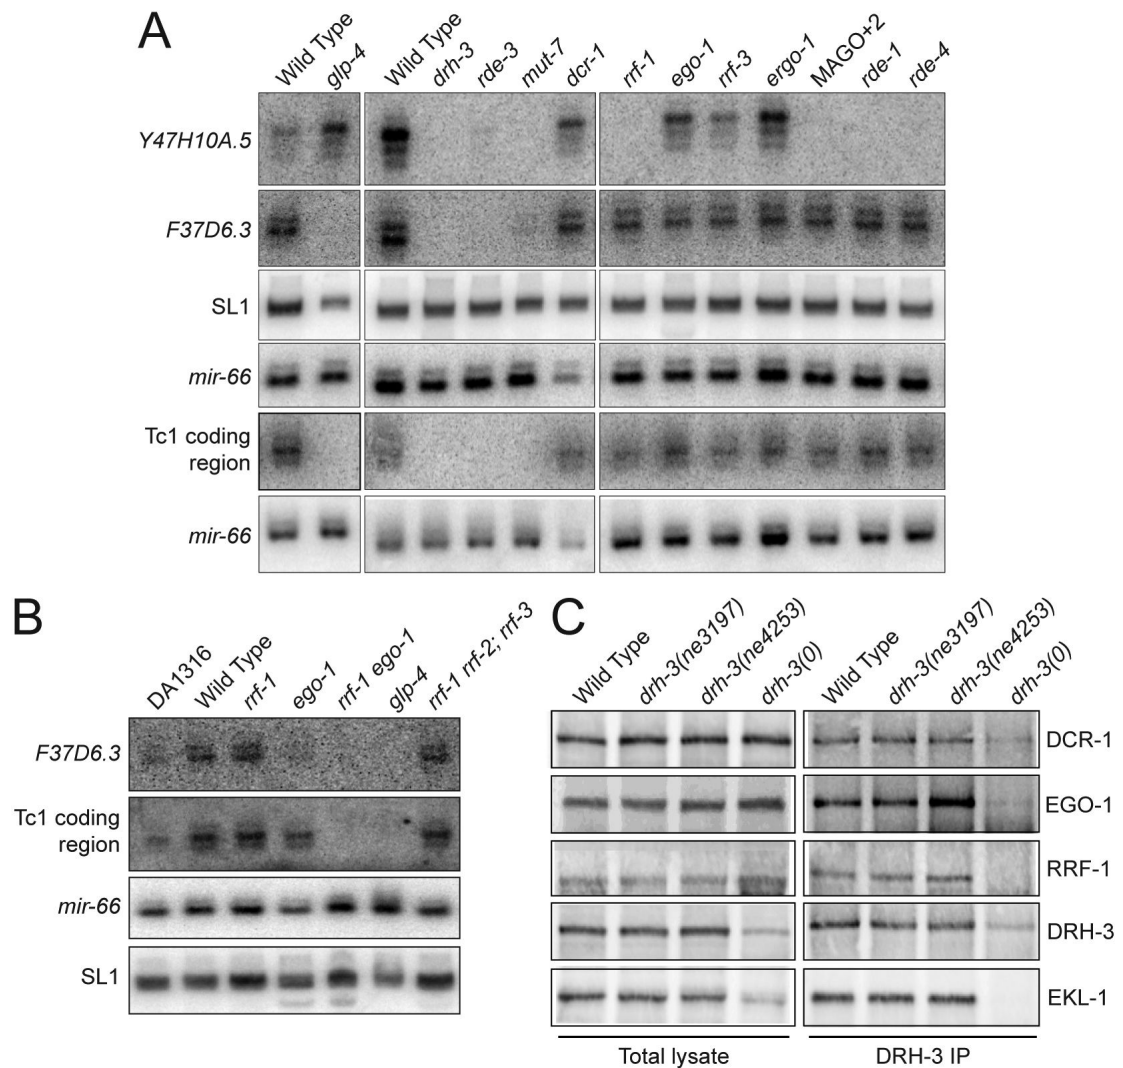 A
Wild Type
glp-4
Wild Type
drh-3
rde-3
mut-7
dcr-1
rrf-1
ego-1
rrf-3
ergo-1
MAGO+2
rde-1
rde-4
Y47H10A.5
F37D6.3
SL1
mir-66
Tc1 coding
region
mir-66
B
DA1316
Wild Type
rrf-1
ego-1
rrf-1 ego-1
glp-4
rrf-1 rrf-2; rrf-3
F37D6.3
Tc1 coding
region
mir-66
SL1
C
Wild Type
drh-3(ne3197)
drh-3(ne4253)
drh-3(0)
Wild Type
drh-3(ne3197)
drh-3(ne4253)
drh-3(0)
DCR-1
EGO-1
RRF-1
DRH-3
EKL-1
Total lysate
DRH-3 IP